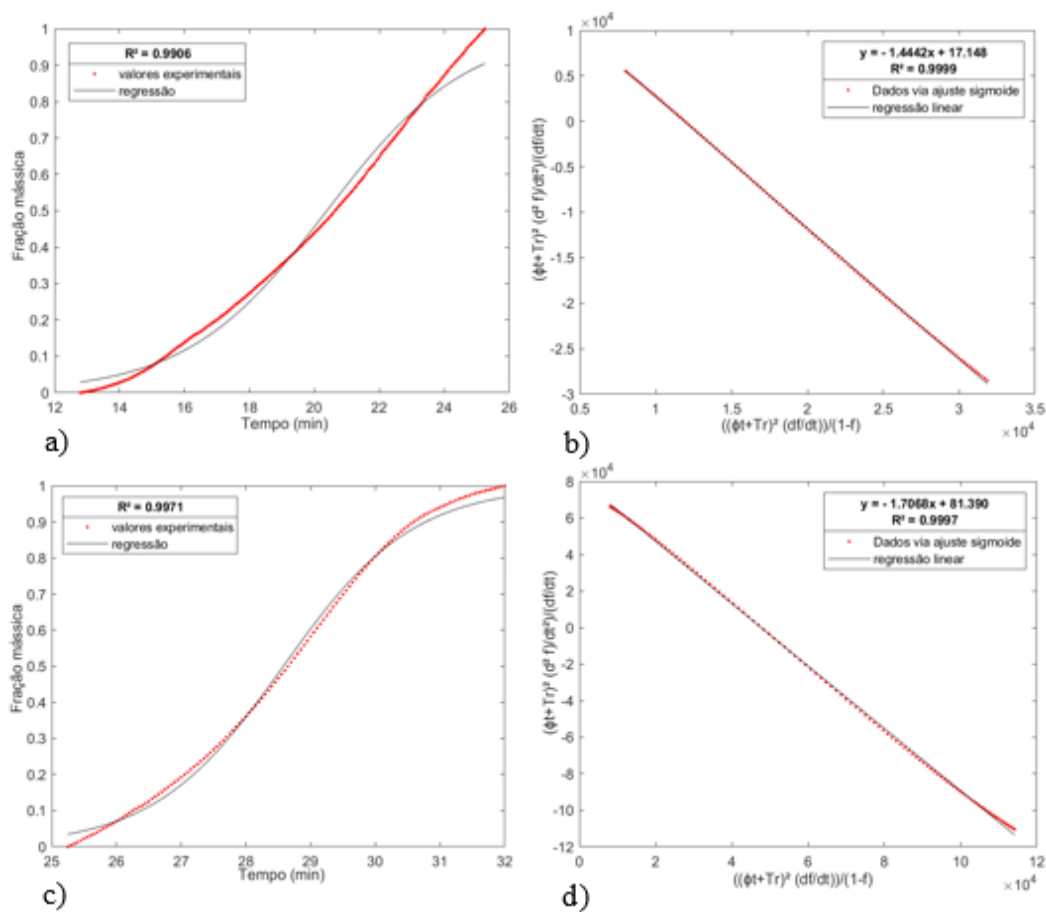 R² = 0.9906
valores experimentais
regressão
Fração mássica
1
0.9
0.8
0.7
0.6
0.5
0.4
0.3
0.2
0.1
0
12 14 16 18 20 22 24 26
Tempo (min)
a)
×10⁴
y = - 1.4442x + 17.148
R² = 0.9999
Dados via ajuste sigmoide
regressão linear
(ϕt+Tr)² (d² f)/dt²)/(df/dt)
1
0.5
0
-0.5
-1
-1.5
-2
-2.5
-3
0.5 1 1.5 2 2.5 3 3.5
((ϕt+Tr)² (df/dt))/(1-f)
×10⁴
b)
R² = 0.9971
valores experimentais
regressão
Fração mássica
1
0.9
0.8
0.7
0.6
0.5
0.4
0.3
0.2
0.1
0
25 26 27 28 29 30 31 32
Tempo (min)
c)
×10⁴
y = - 1.7068x + 81.390
R² = 0.9997
Dados via ajuste sigmoide
regressão linear
(ϕt+Tr)² (d² f)/dt²)/(df/dt)
8
6
4
2
0
-2
-4
-6
-8
-10
-12
0 2 4 6 8 10 12
((ϕt+Tr)² (df/dt))/(1-f)
×10⁴
d)